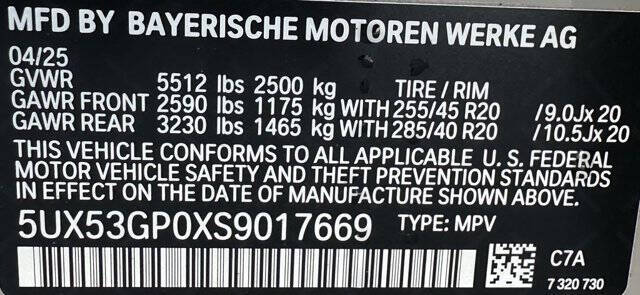 MFD BY BAYERISCHE MOTOREN WERKE AG
04/25
GVWR 5512 lbs 2500 kg TIRE / RIM
GAWR FRONT 2590 lbs 1175 kg WITH 255/45 R20 /9.0Jx 20
GAWR REAR 3230 lbs 1465 kg WITH 285/40 R20 /10.5Jx 20
THIS VEHICLE CONFORMS TO ALL APPLICABLE U. S. FEDERAL
MOTOR VEHICLE SAFETY AND THEFT PREVENTION STANDARDS
IN EFFECT ON THE DATE OF MANUFACTURE SHOWN ABOVE.
5UX53GP0XS9017669 TYPE: MPV
C7A
7 320 730